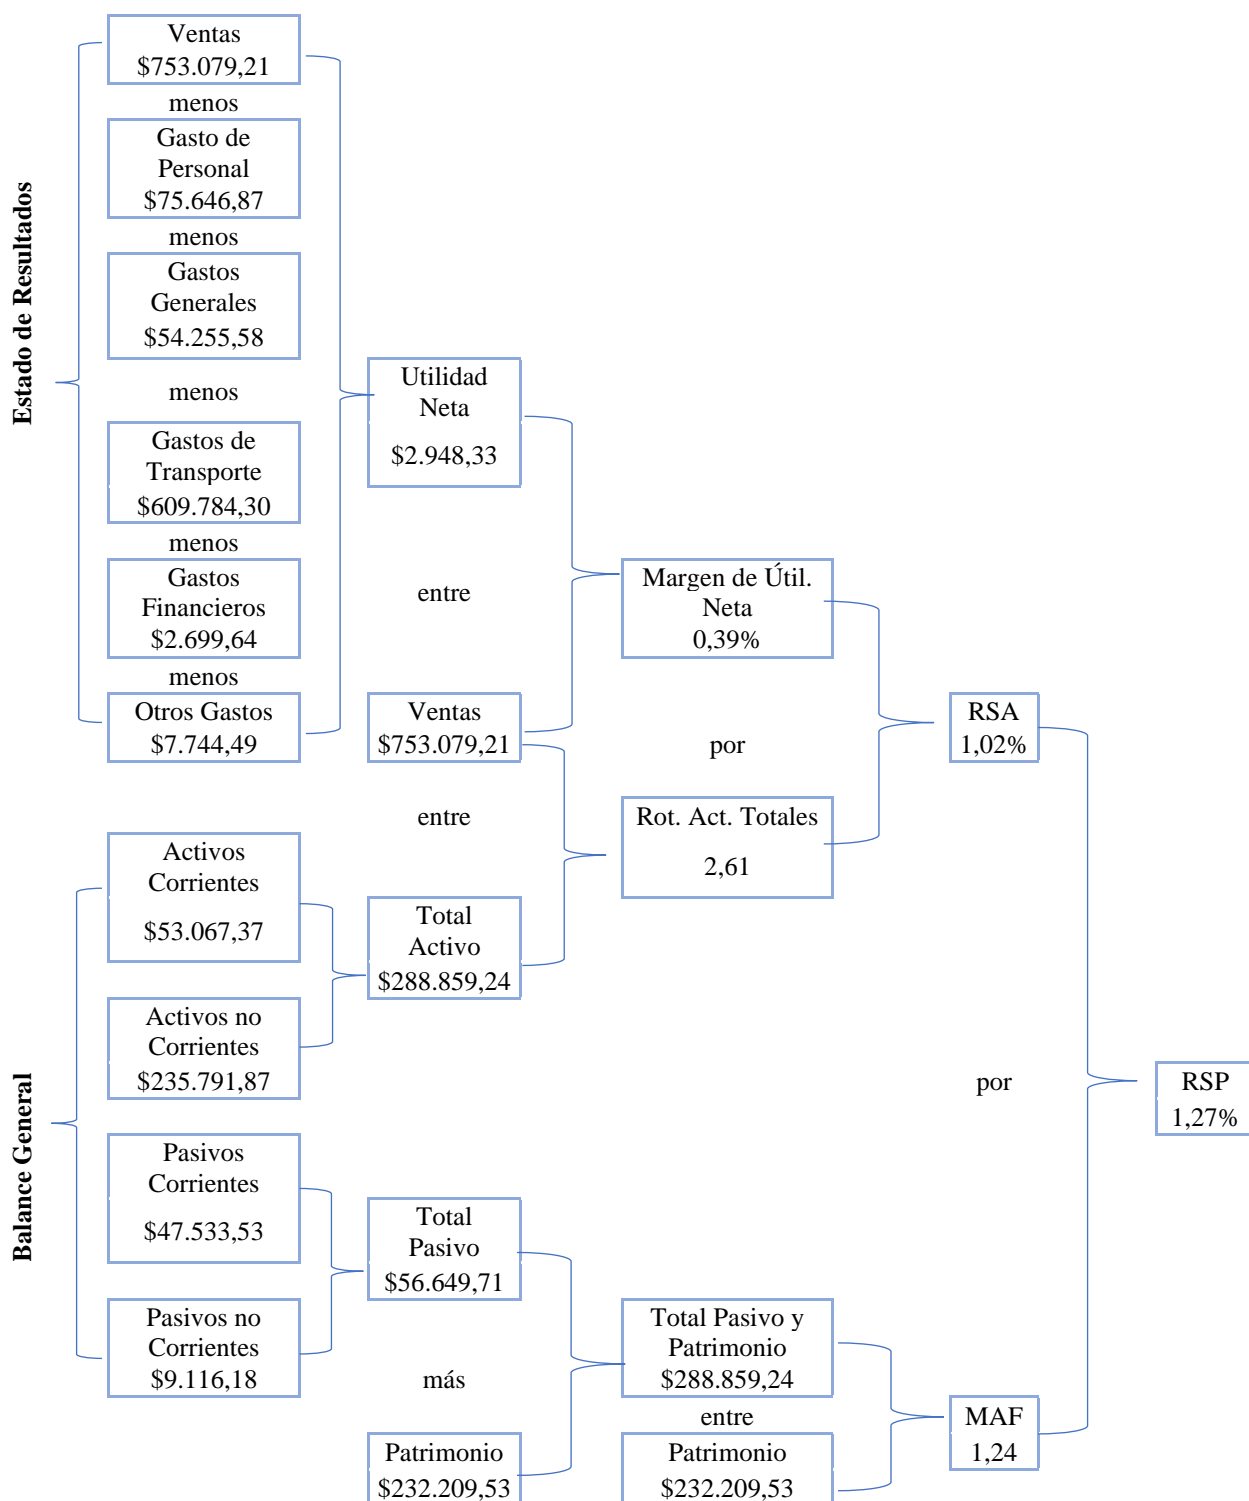 Estado de Resultados
Ventas
$753.079,21
menos
Gasto de
Personal
$75.646,87
menos
Gastos
Generales
$54.255,58
menos
Gastos de
Transporte
$609.784,30
menos
Gastos
Financieros
$2.699,64
menos
Otros Gastos
$7.744,49
Utilidad
Neta
$2.948,33
entre
Ventas
$753.079,21
entre
Margen de Útil.
Neta
0,39%
por
Rot. Act. Totales
2,61
RSA
1,02%
Balance General
Activos
Corrientes
$53.067,37
Activos no
Corrientes
$235.791,87
Total
Activo
$288.859,24
Pasivos
Corrientes
$47.533,53
Pasivos no
Corrientes
$9.116,18
Total
Pasivo
$56.649,71
más
Patrimonio
$232.209,53
Total Pasivo y
Patrimonio
$288.859,24
entre
Patrimonio
$232.209,53
MAF
1,24
por
RSP
1,27%